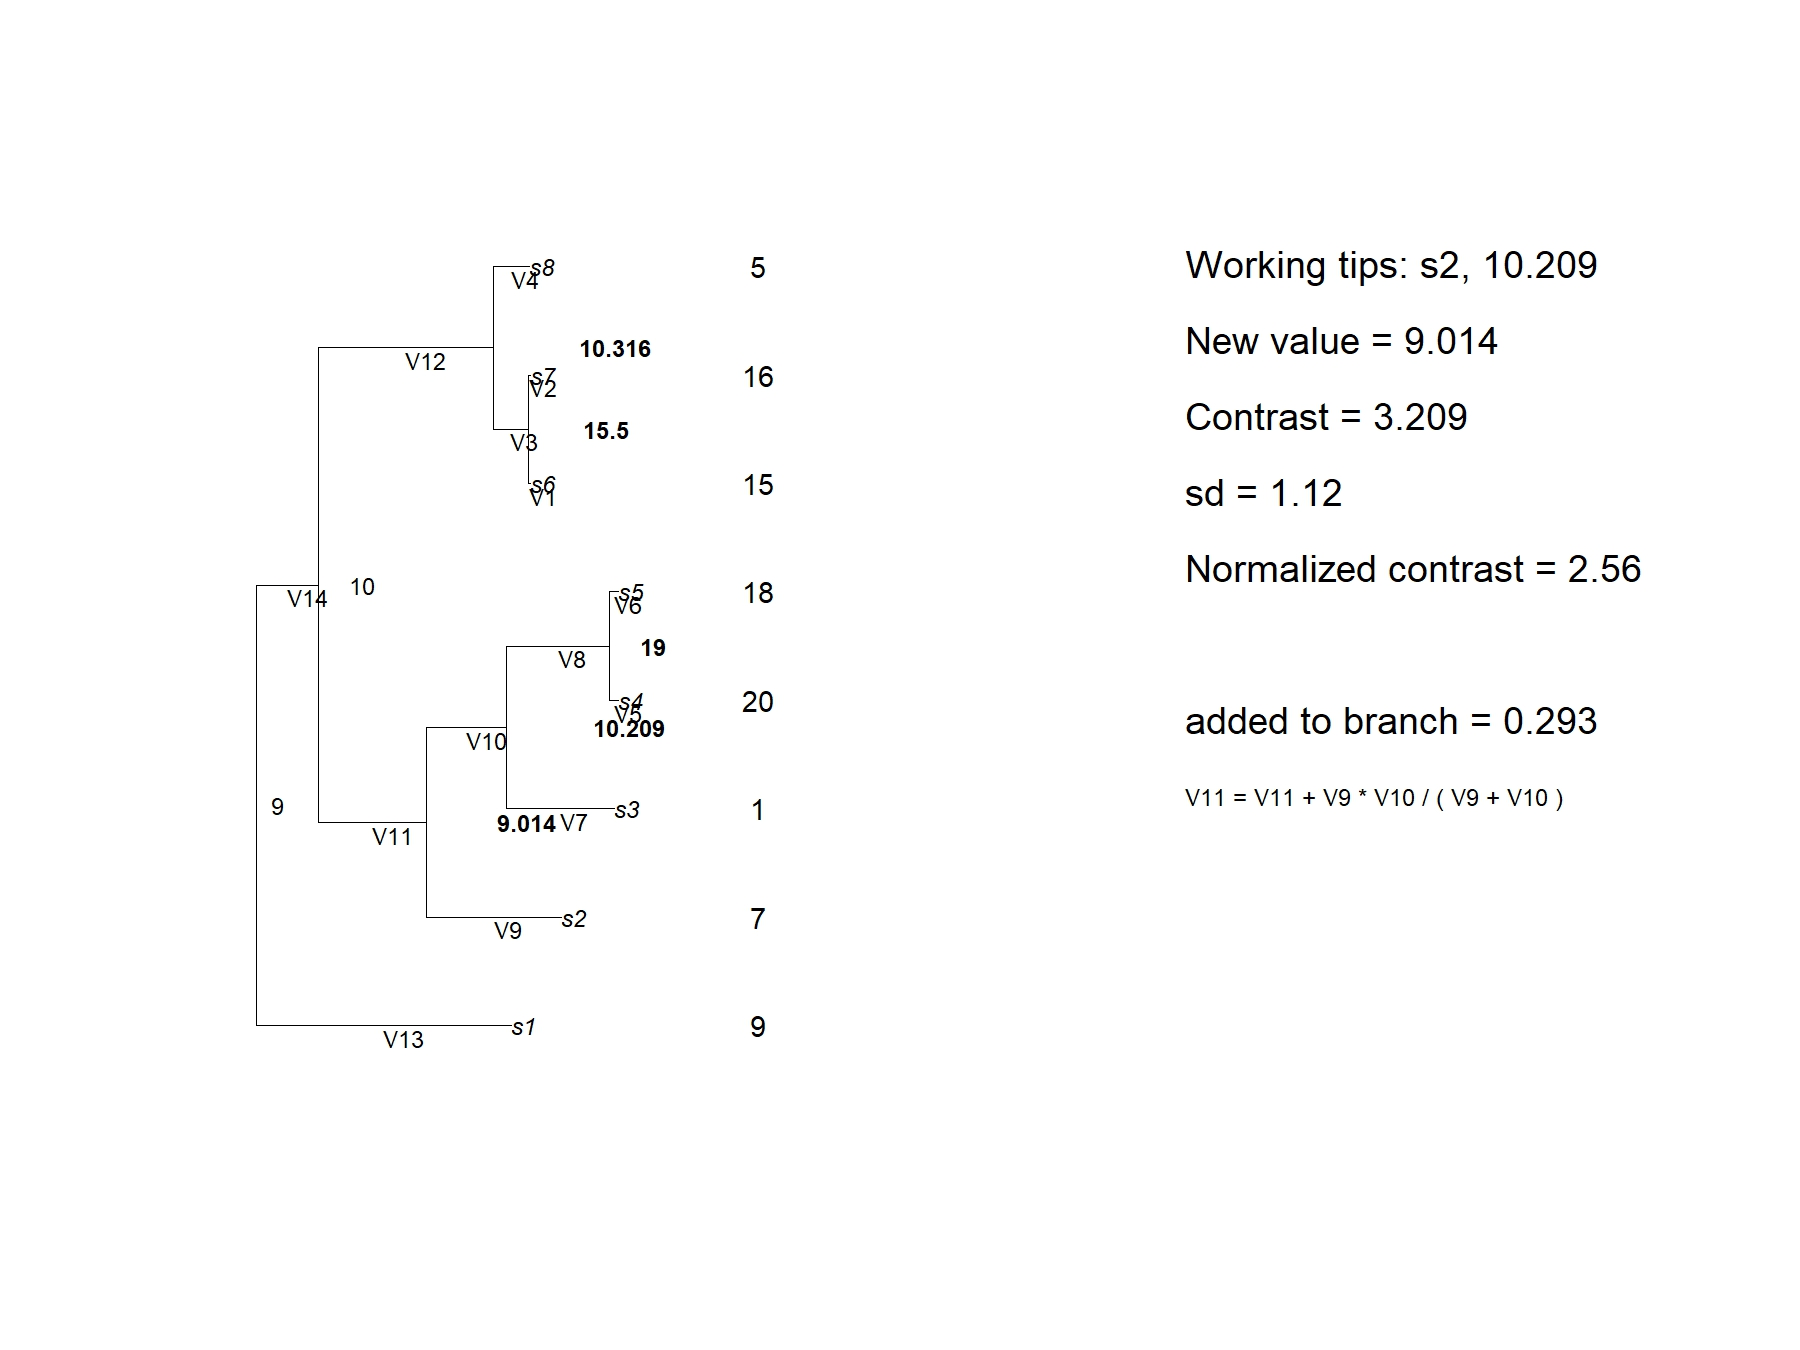 s8
V4
5
10.316
V12
s7
V2
16
15.5
V3
s6
V1
15
10
V14
s5
V6
18
19
V8
s4
V5
20
10.209
V10
9
s3
1
9.014
V7
V11
s2
V9
7
s1
V13
9
Working tips: s2, 10.209
New value = 9.014
Contrast = 3.209
sd = 1.12
Normalized contrast = 2.56
added to branch = 0.293
V11 = V11 + V9 * V10 / ( V9 + V10 )